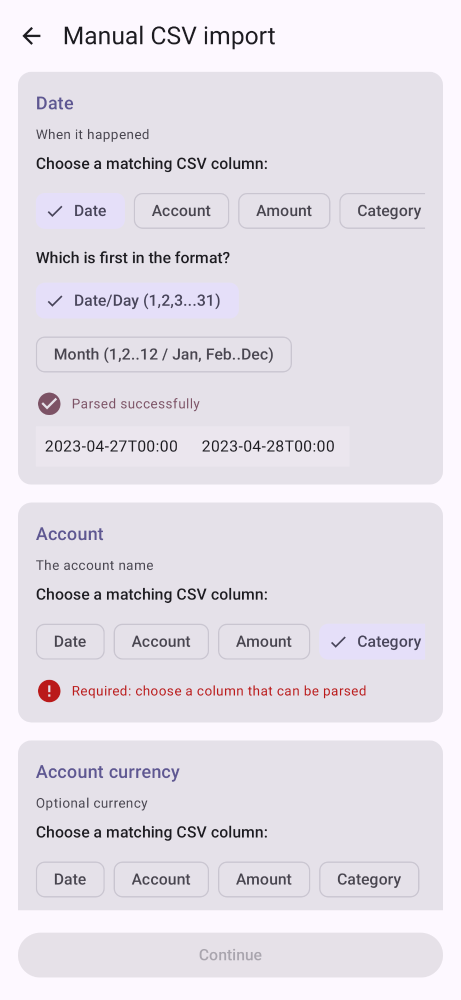 Manual CSV import
Date
When it happened
Choose a matching CSV column:
Date Account Amount Category
Which is first in the format?
Date/Day (1,2,3...31)
Month (1,2..12 / Jan, Feb..Dec)
Parsed successfully
2023-04-27T00:00 2023-04-28T00:00
Account
The account name
Choose a matching CSV column:
Date Account Amount Category
Required: choose a column that can be parsed
Account currency
Optional currency
Choose a matching CSV column:
Date Account Amount Category
Continue